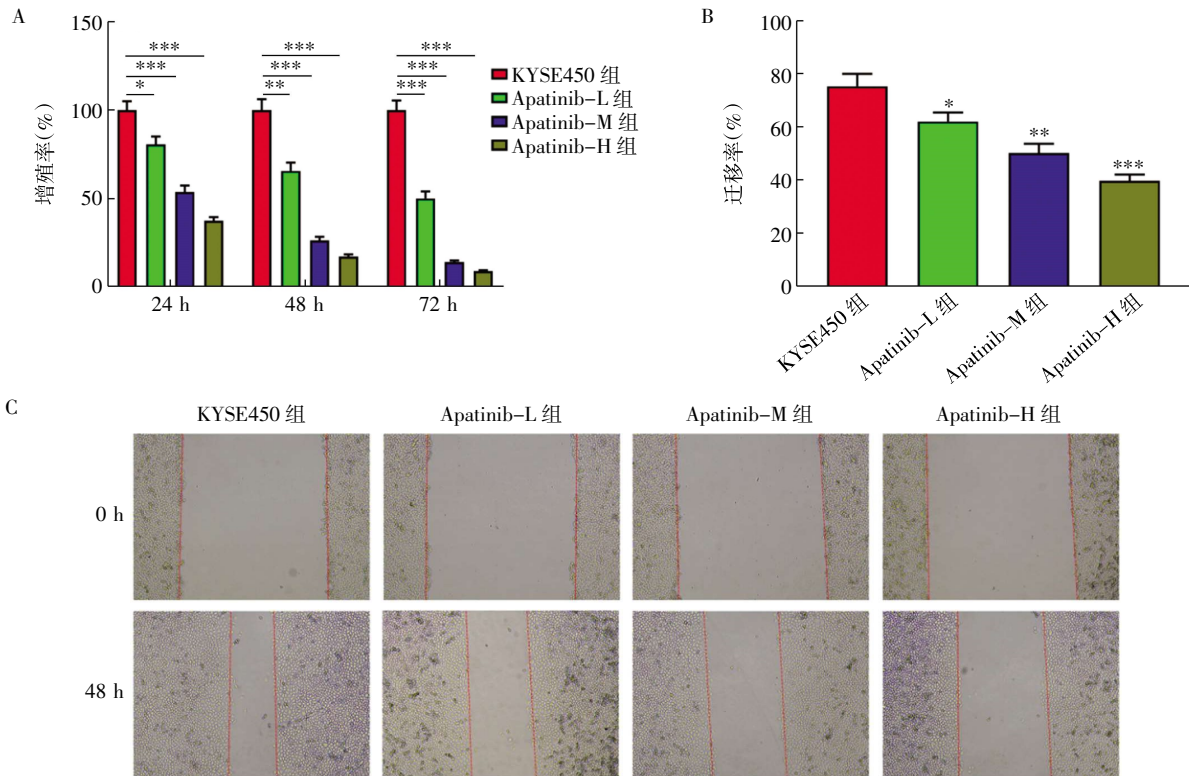 A
150
100
50
0
增殖率(%)
***
***
*
***
***
**
***
***
***
24 h
48 h
72 h
KYSE450 组
Apatinib-L 组
Apatinib-M 组
Apatinib-H 组
B
100
80
60
40
20
0
迁移率(%)
*
**
***
KYSE450 组
Apatinib-L 组
Apatinib-M 组
Apatinib-H 组
C
KYSE450 组
Apatinib-L 组
Apatinib-M 组
Apatinib-H 组
0 h
48 h